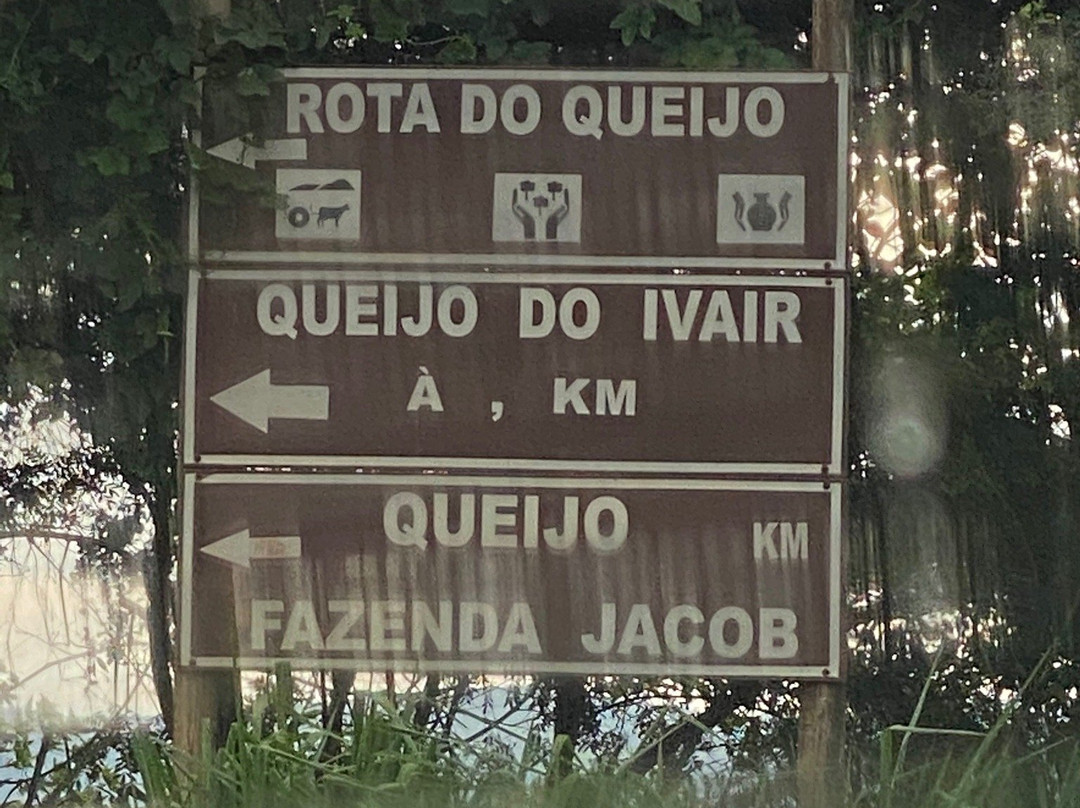 ROTA DO QUEIJO
QUEIJO DO IVAIR
À , KM
QUEIJO KM
FAZENDA JACOB